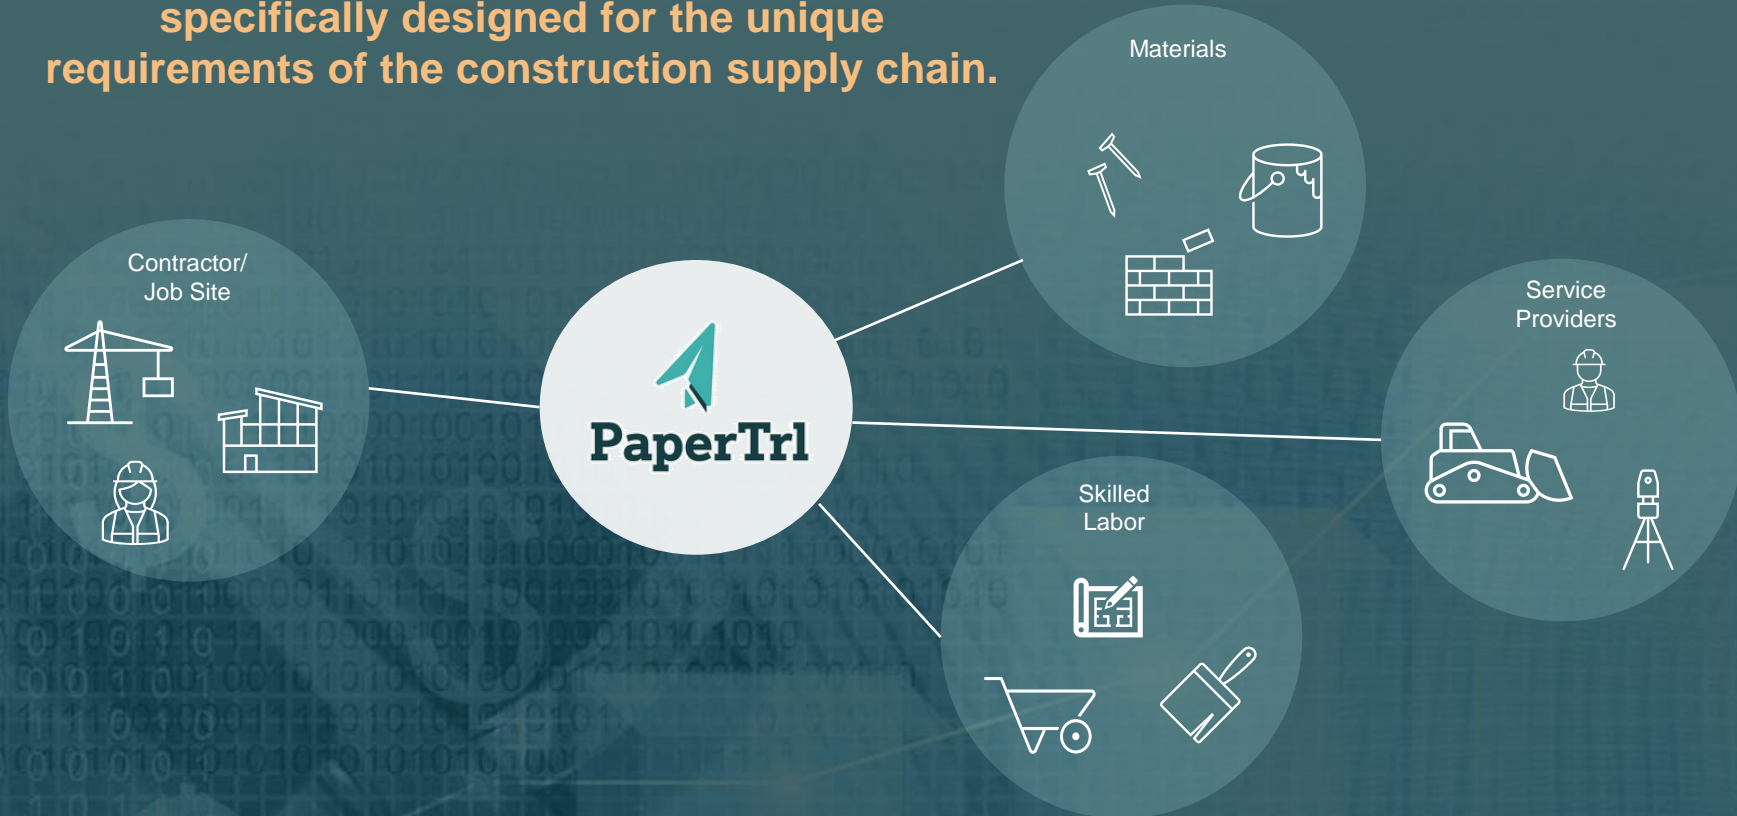 specifically designed for the unique
requirements of the construction supply chain.
Materials
Contractor/
Job Site
Service
Providers
PaperTrl
Skilled
Labor